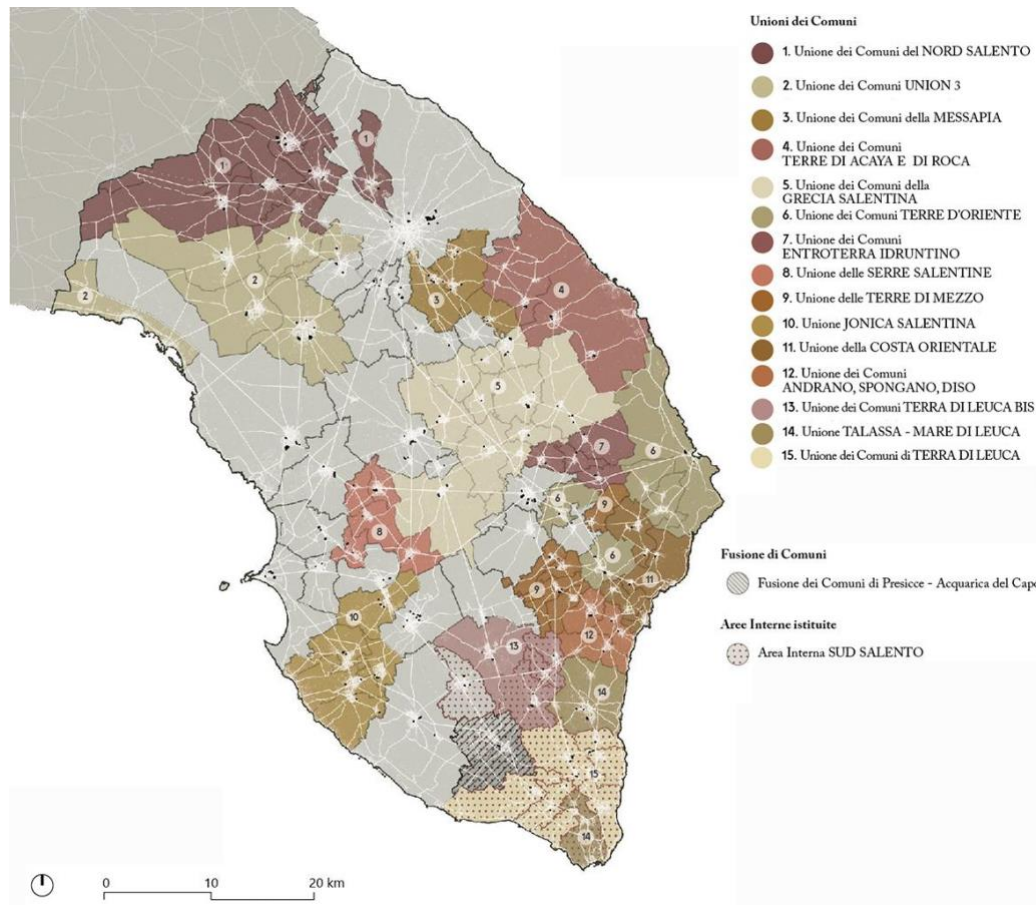 Unioni dei Comuni
1. Unione dei Comuni del NORD SALENTO
2. Unione dei Comuni UNION 3
3. Unione dei Comuni della MESSAPIA
4. Unione dei Comuni
TERRE DI ACAYA E DI ROCA
5. Unione dei Comuni della
GRECIA SALENTINA
6. Unione dei Comuni TERRE D'ORIENTE
7. Unione dei Comuni
ENTROTERRA IDRUNTINO
8. Unione delle SERRE SALENTINE
9. Unione delle TERRE DI MEZZO
10. Unione JONICA SALENTINA
11. Unione della COSTA ORIENTALE
12. Unione dei Comuni
ANDRANO, SPONGANO, DISO
13. Unione dei Comuni TERRA DI LEUCA BIS
14. Unione TALASSA - MARE DI LEUCA
15. Unione dei Comuni di TERRA DI LEUCA
Fusione di Comuni
Fusione dei Comuni di Presicce - Acquarica del Capo
Aree Interne istituite
Area Interna SUD SALENTO
1
1
2
2
3
4
5
6
7
6
9
8
6
11
9
10
12
13
14
15
14
0 10 20 km